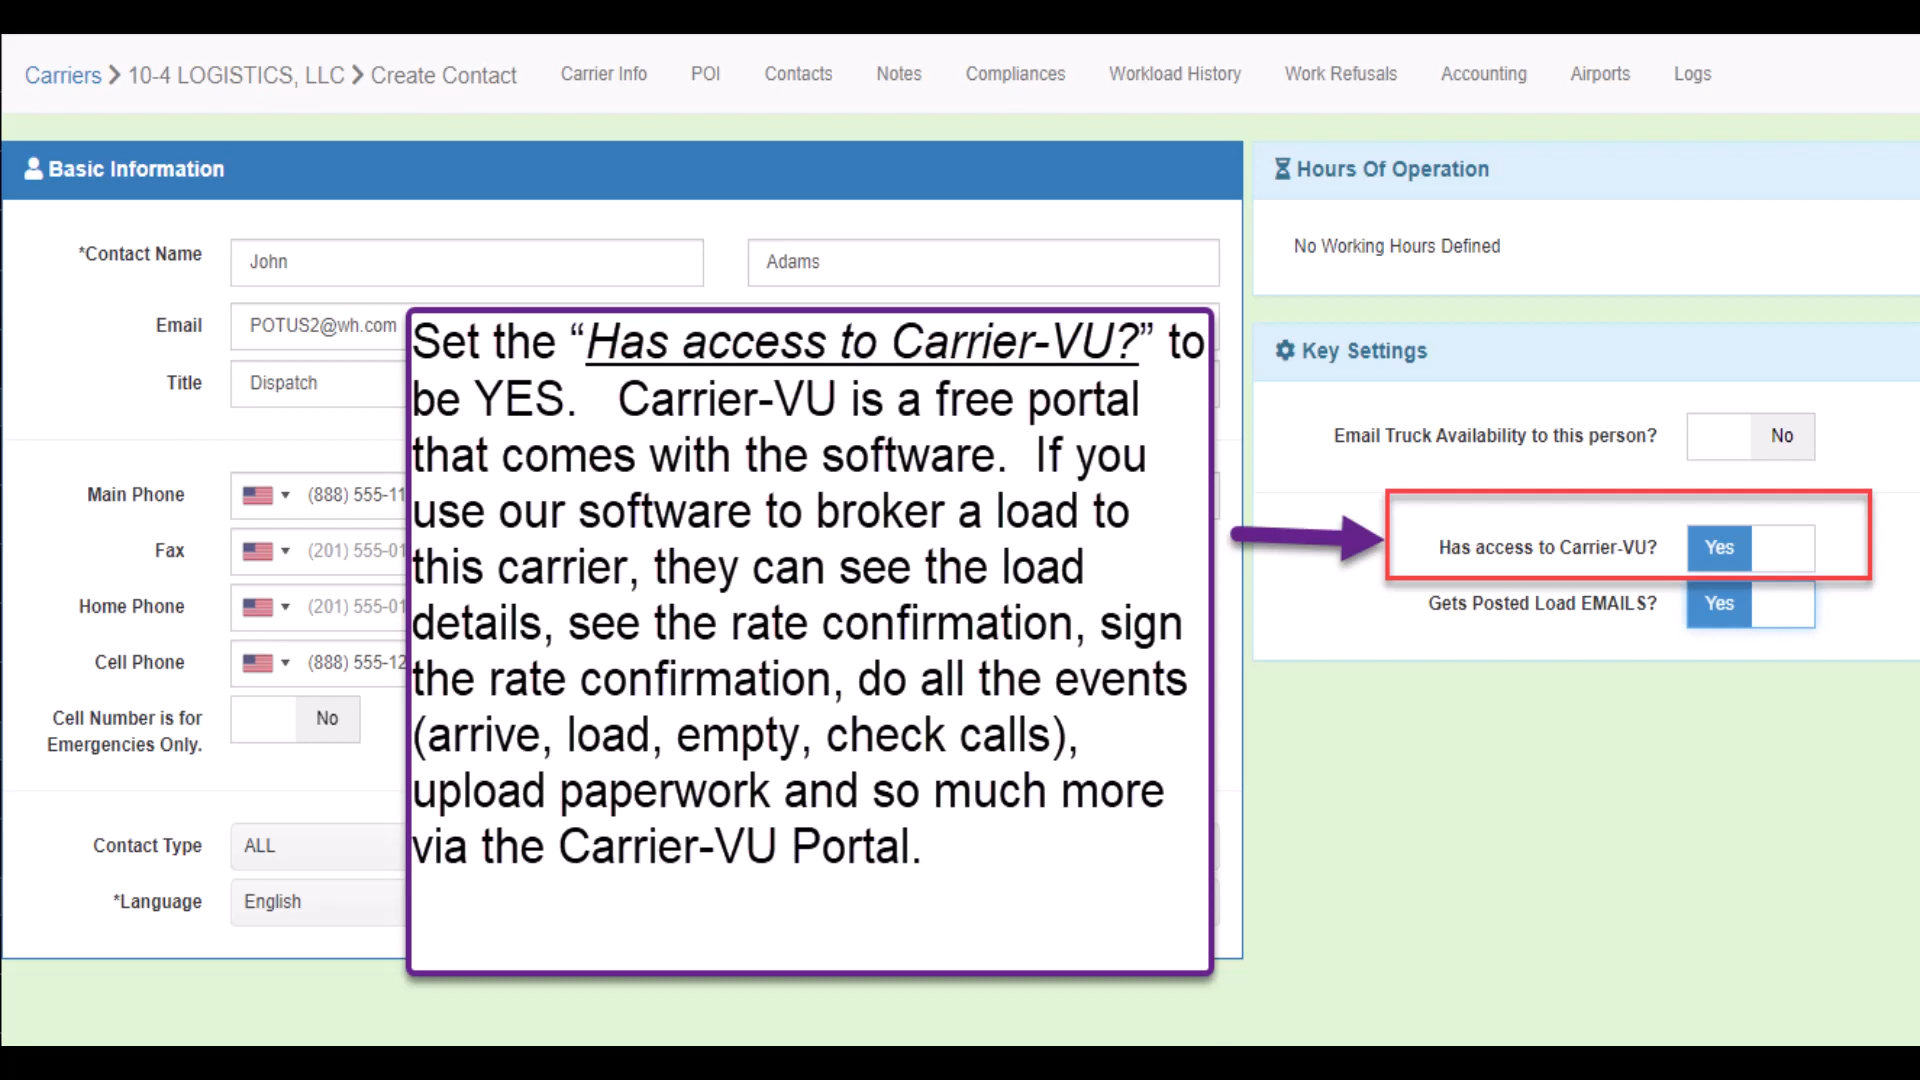 Carriers > 10-4 LOGISTICS, LLC > Create Contact Carrier Info POI Contacts Notes Compliances Workload History Work Refusals Accounting Airports Logs
Basic Information
*Contact Name John Adams
Email POTUS2@wh.com
Title Dispatch
Main Phone (888) 555-11
Fax (201) 555-01
Home Phone (201) 555-01
Cell Phone (888) 555-12
Cell Number is for
Emergencies Only. No
Contact Type ALL
*Language English
Set the “Has access to Carrier-VU?” to
be YES. Carrier-VU is a free portal
that comes with the software. If you
use our software to broker a load to
this carrier, they can see the load
details, see the rate confirmation, sign
the rate confirmation, do all the events
(arrive, load, empty, check calls),
upload paperwork and so much more
via the Carrier-VU Portal.
Hours Of Operation
No Working Hours Defined
Key Settings
Email Truck Availability to this person? No
Has access to Carrier-VU? Yes
Gets Posted Load EMAILS? Yes